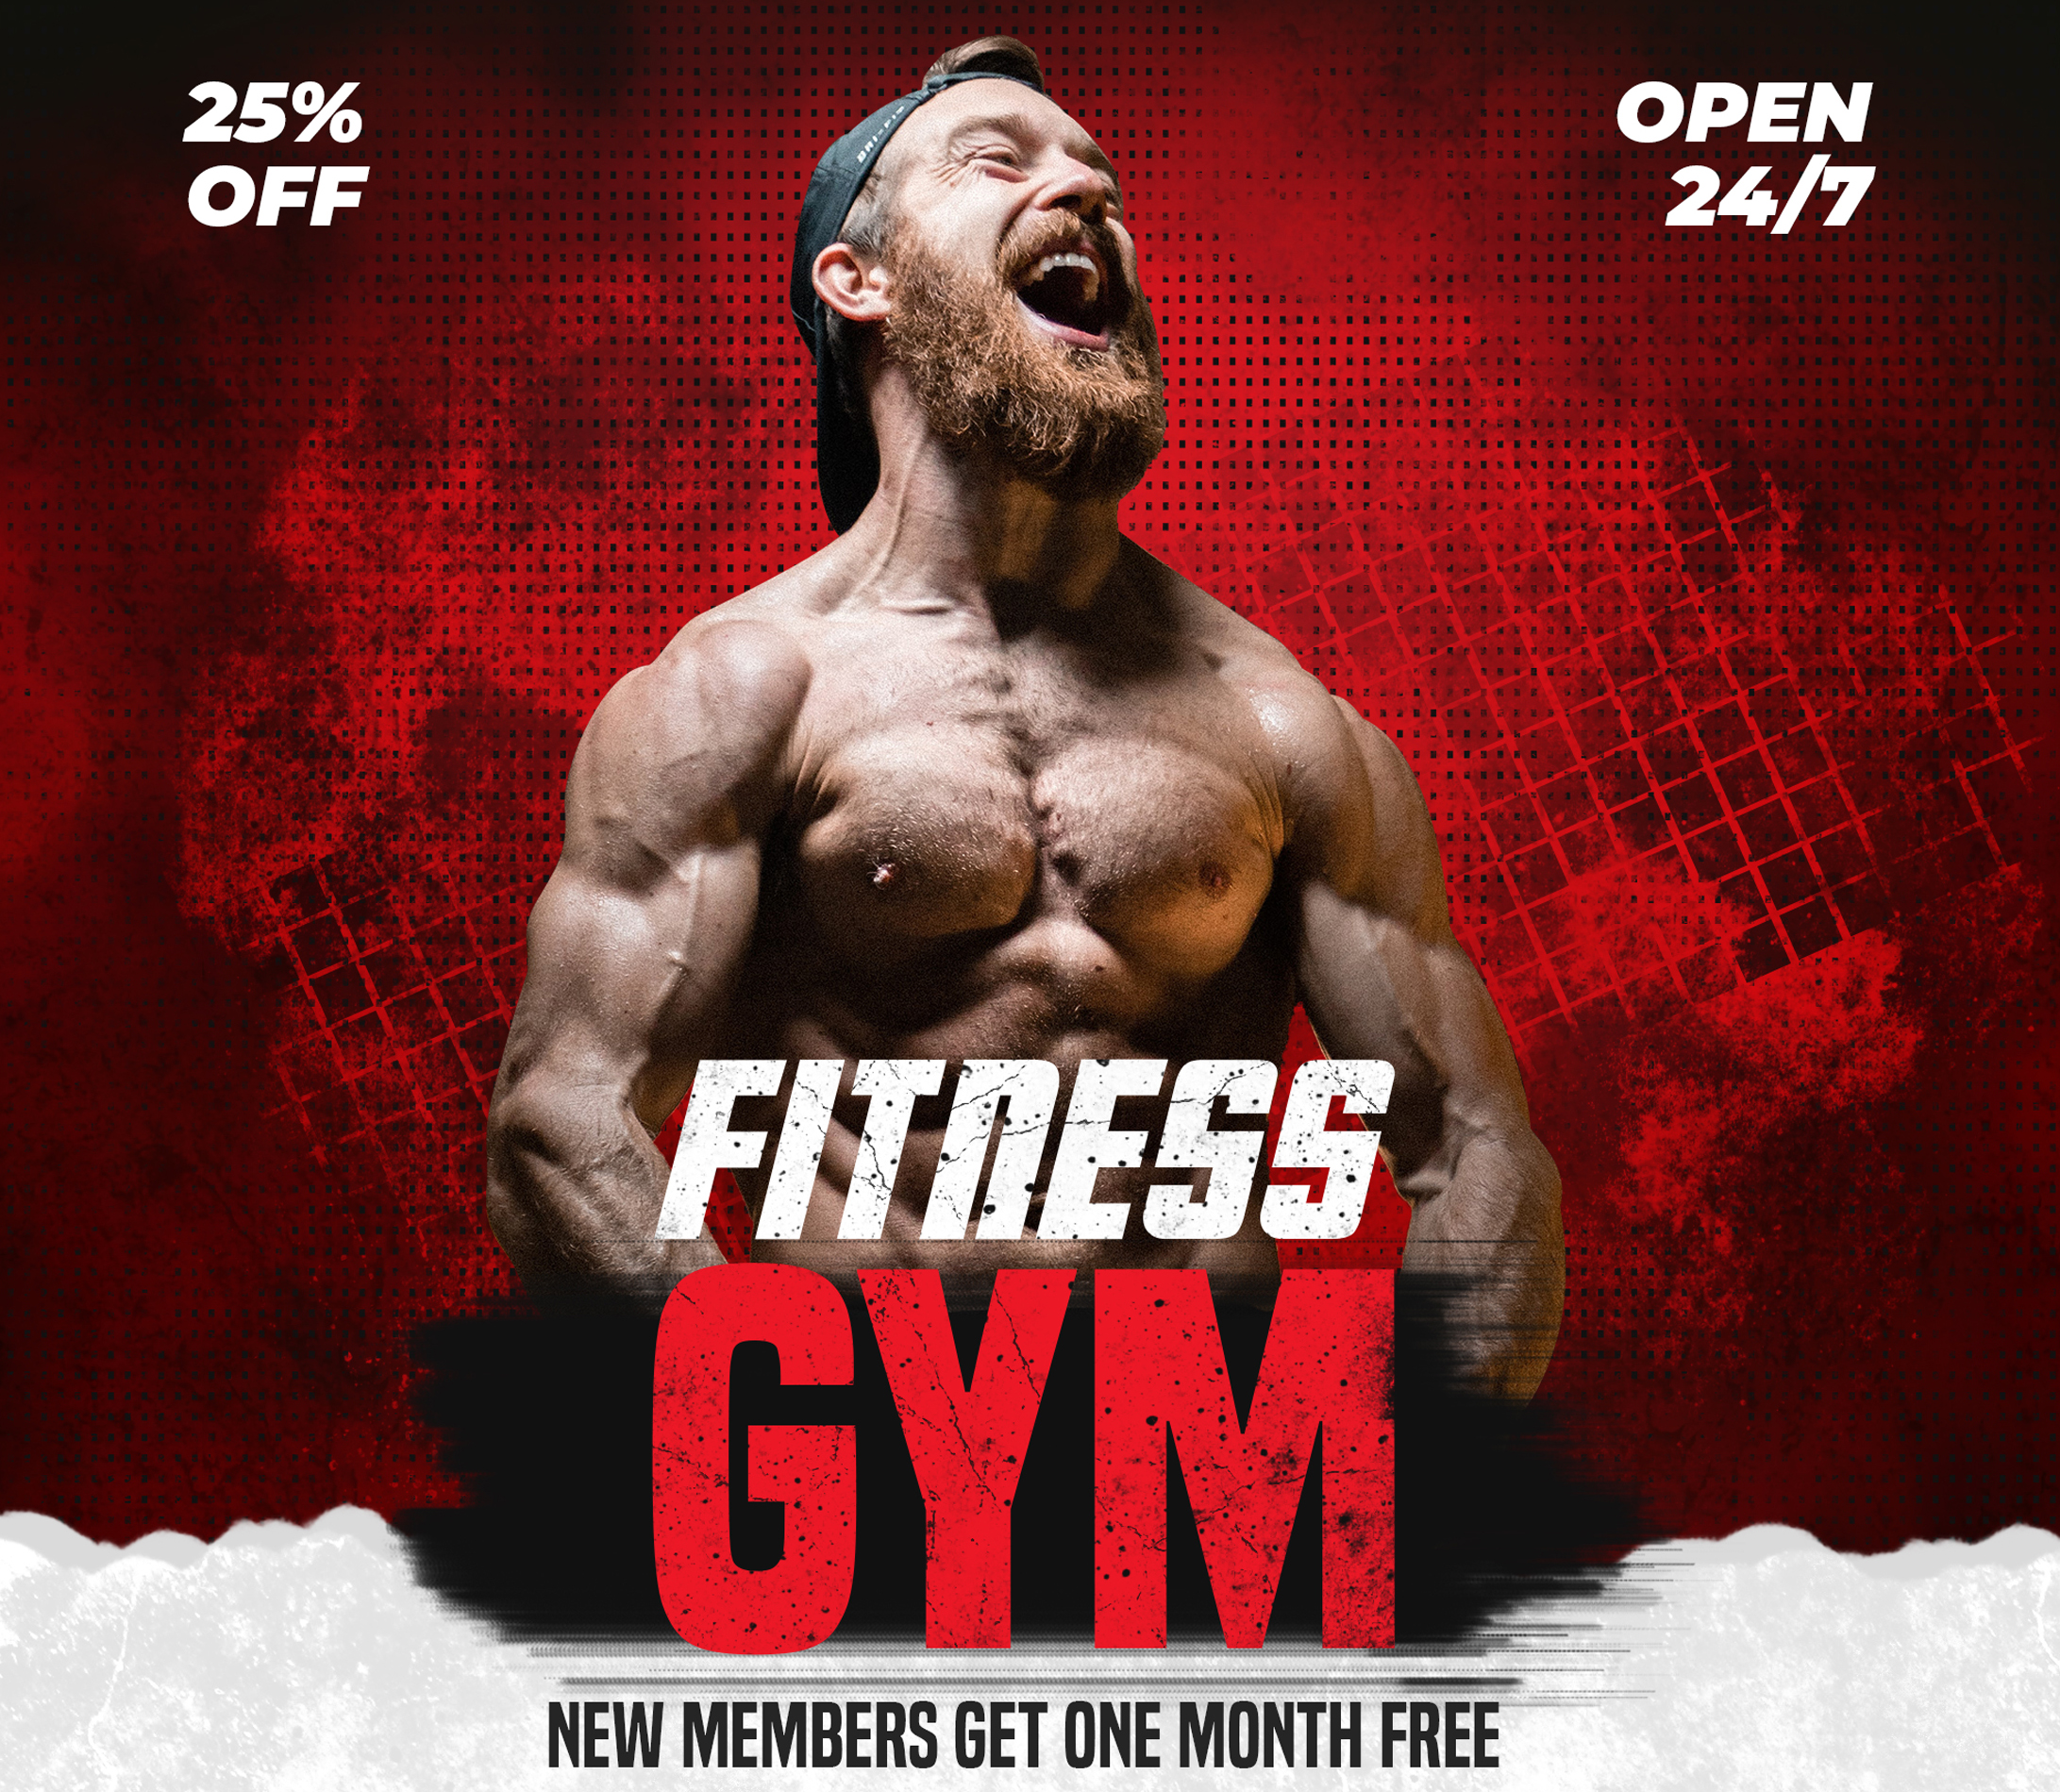 25%
OFF
OPEN
24/7
FITNESS
GYM
NEW MEMBERS GET ONE MONTH FREE